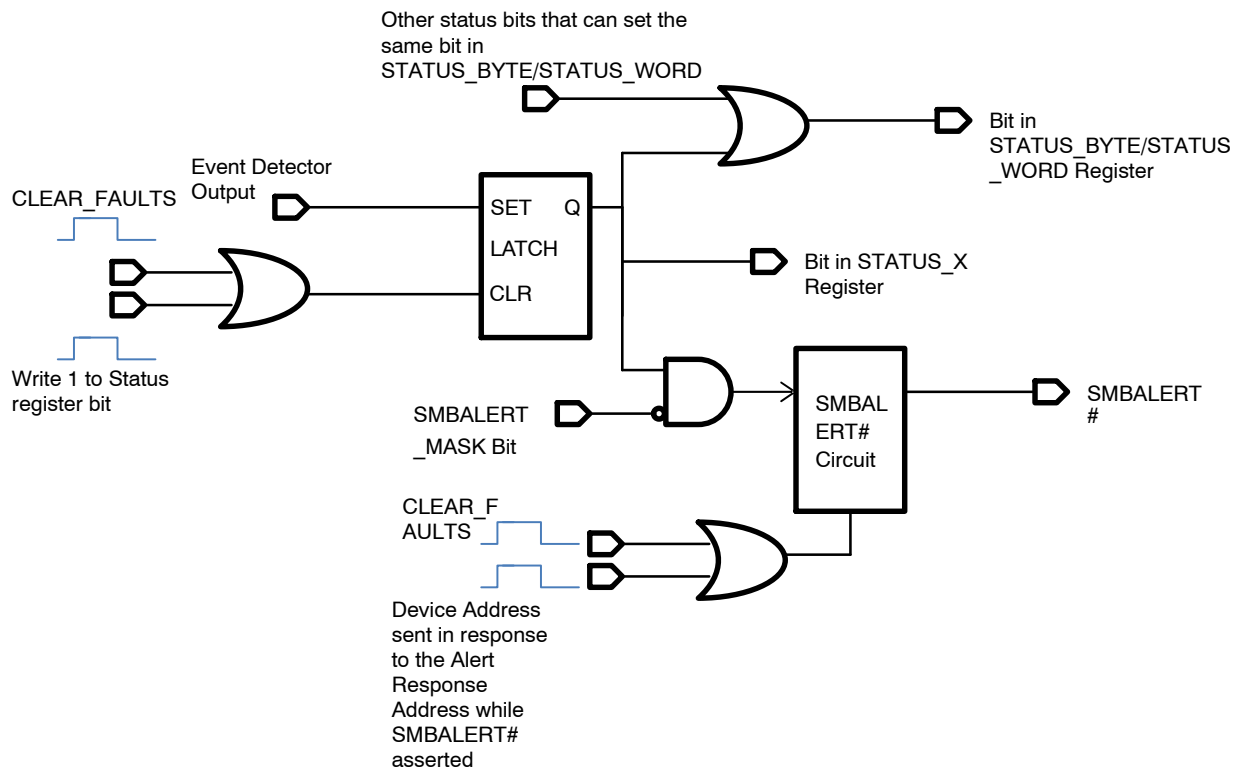 Other status bits that can set the
same bit in
STATUS_BYTE/STATUS_WORD
Bit in
STATUS_BYTE/STATUS
_WORD Register
Event Detector
Output
CLEAR_FAULTS
SET Q
LATCH
CLR
Bit in STATUS_X
Register
Write 1 to Status
register bit
SMBALERT
_MASK Bit
SMBAL
ERT#
Circuit
SMBALERT
#
CLEAR_F
AULTS
Device Address
sent in response
to the Alert
Response
Address while
SMBALERT#
asserted